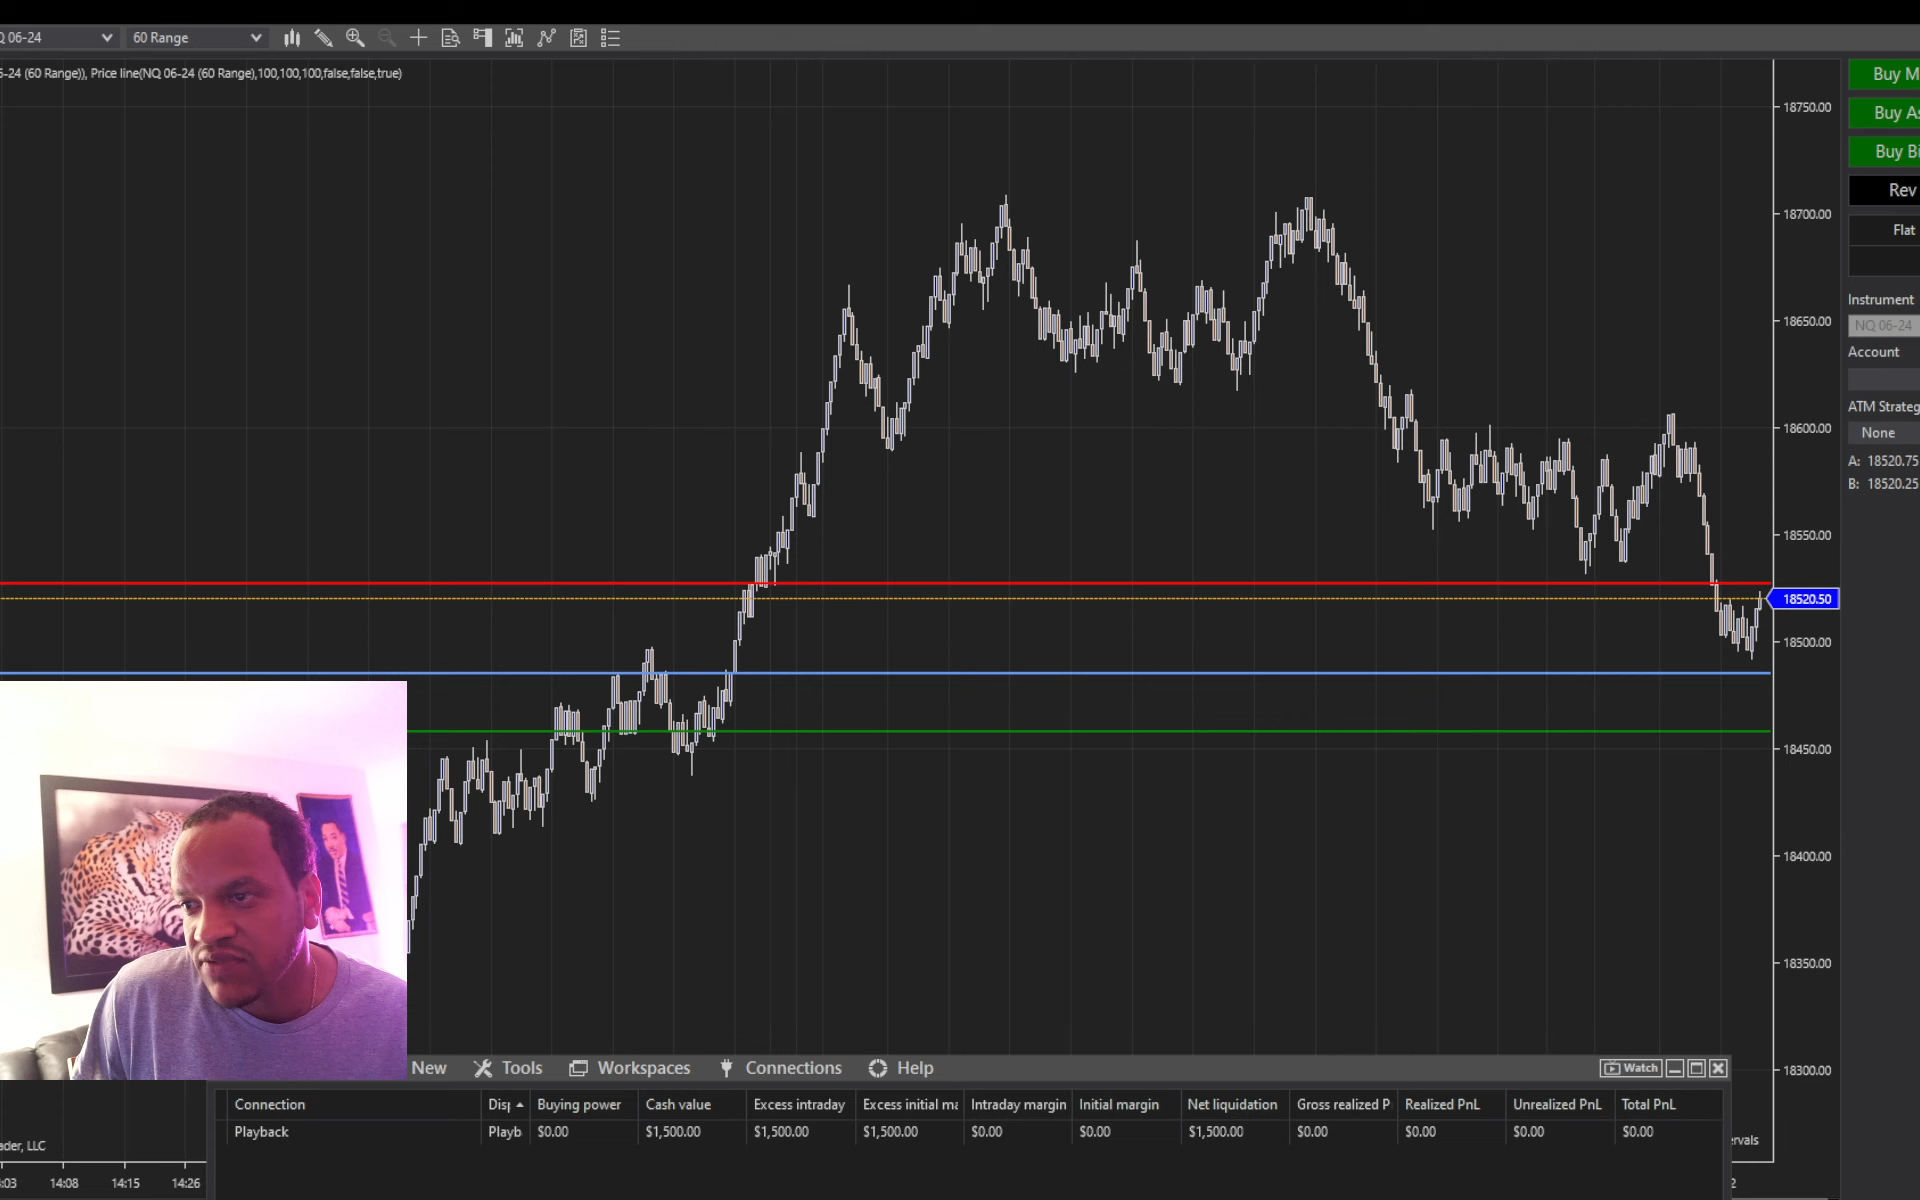 Q 06-24 60 Range
6-24 (60 Range)), Price line(NQ 06-24 (60 Range),100,100,100,false,false,true)
18750.00
18700.00
18650.00
18600.00
18550.00
18520.50
18500.00
18450.00
18400.00
18350.00
18300.00
Buy M
Buy As
Buy Bi
Rev
Flat
Instrument
NQ 06-24
Account
ATM Strateg
None
A: 18520.75
B: 18520.25
New Tools Workspaces Connections Help Watch
Connection Disp Buying power Cash value Excess intraday Excess initial ma Intraday margin Initial margin Net liquidation Gross realized P Realized PnL Unrealized PnL Total PnL
Playback Playb $0.00 $1,500.00 $1,500.00 $1,500.00 $0.00 $0.00 $1,500.00 $0.00 $0.00 $0.00 $0.00
ader, LLC
rvals
:03 14:08 14:15 14:26
2